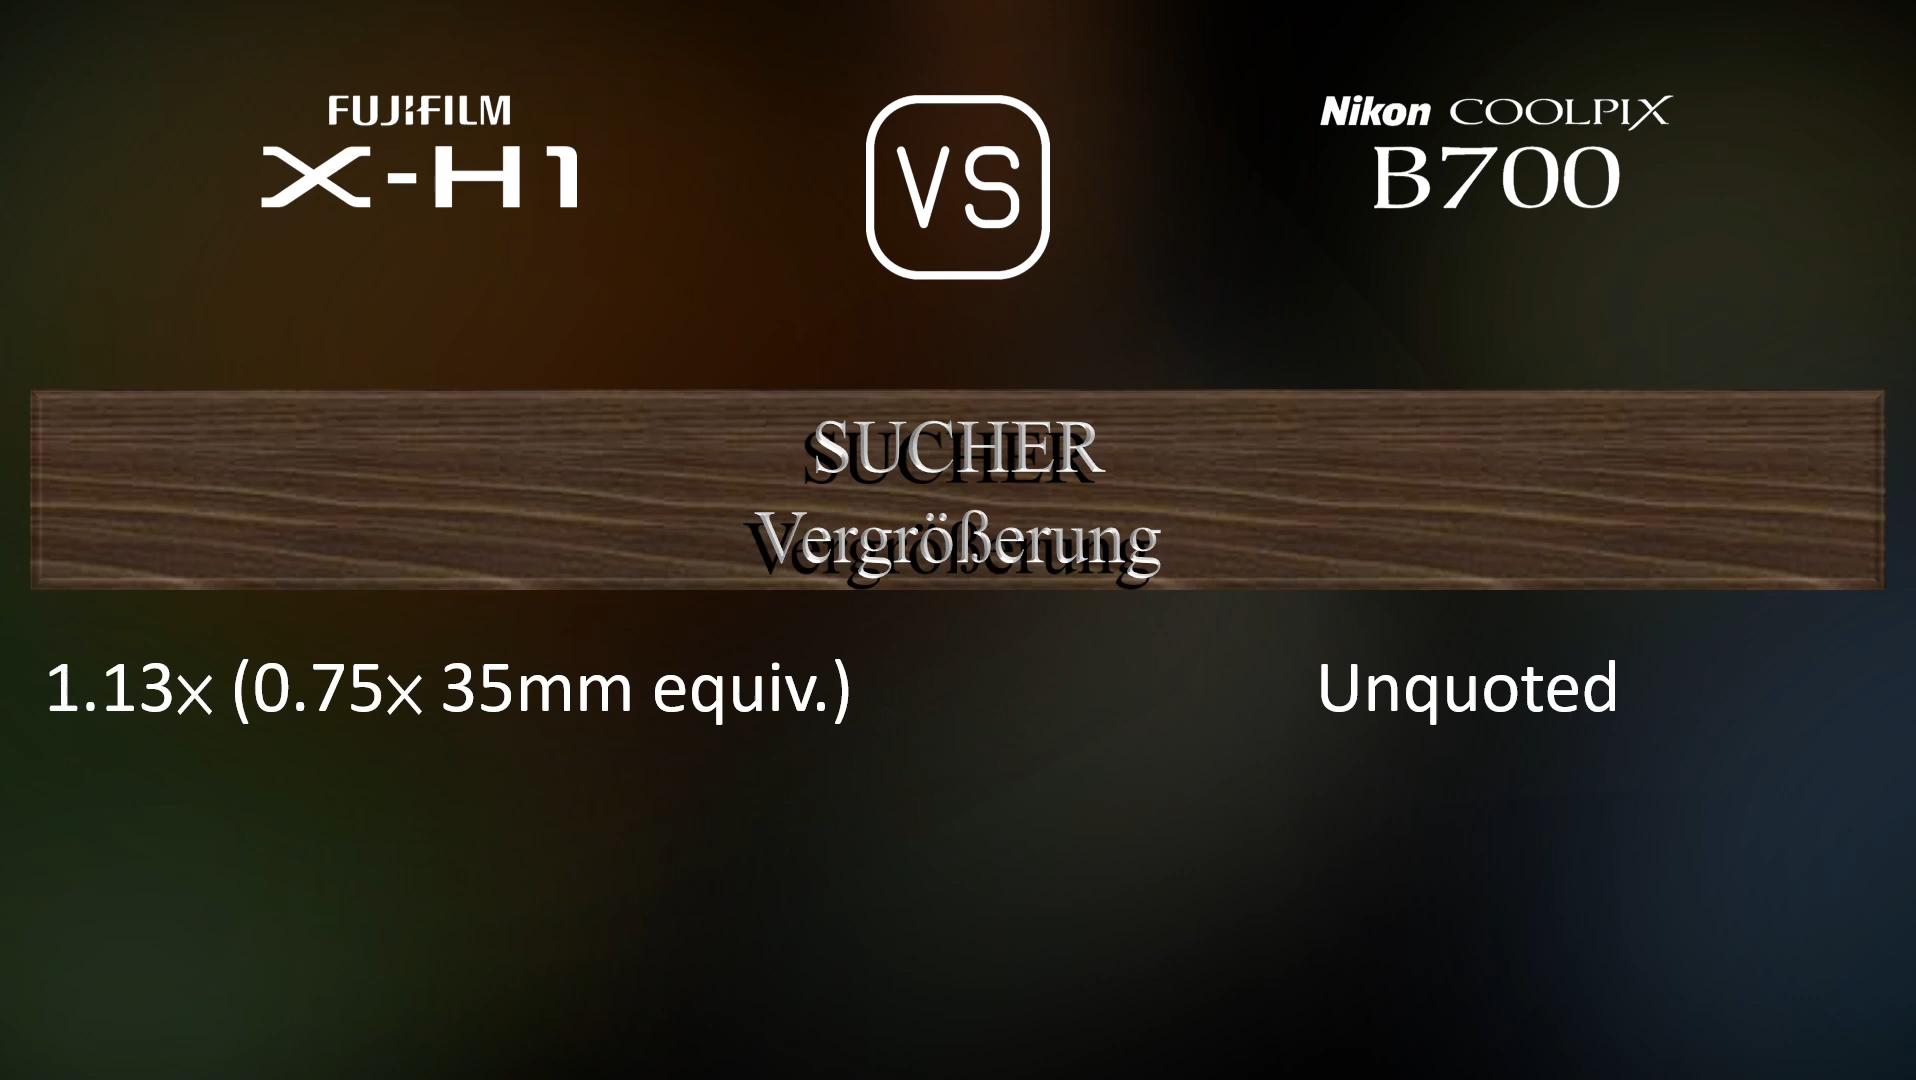 FUJIFILM
X-H1
VS
Nikon COOLPIX
B700
SUCHER
Vergrößerung
1.13x (0.75x 35mm equiv.)
Unquoted